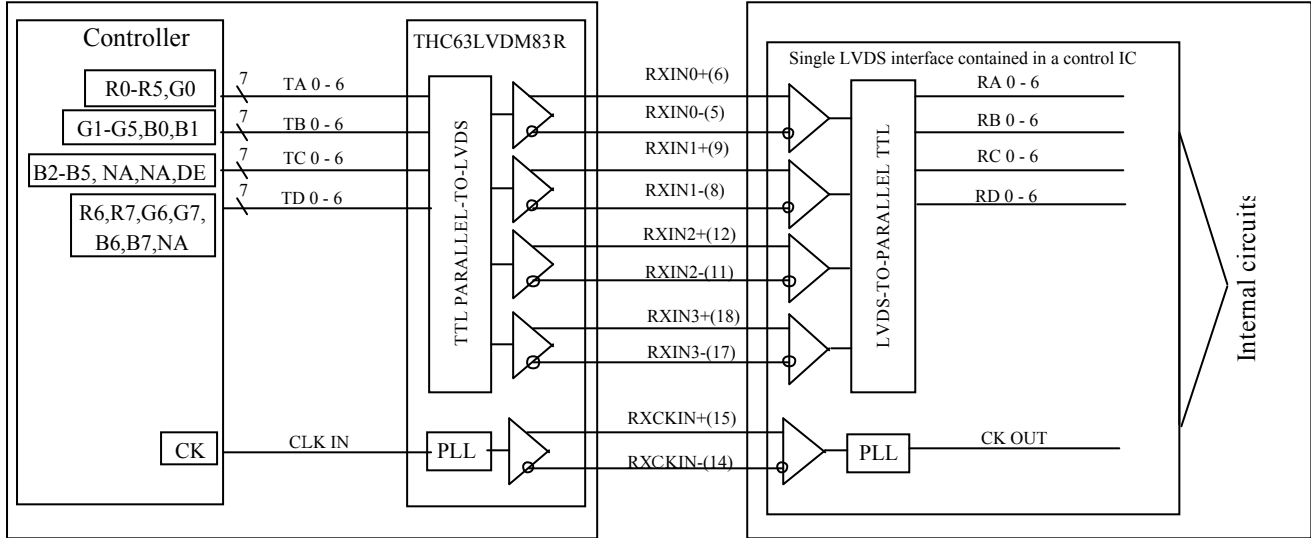 Controller
R0-R5,G0
G1-G5,B0,B1
B2-B5, NA,NA,DE
R6,R7,G6,G7,
B6,B7,NA
CK
7
TA 0 - 6
7
TB 0 - 6
7
TC 0 - 6
7
TD 0 - 6
CLK IN
THC63LVDM83R
TTL PARALLEL-TO-LVDS
PLL
RXIN0+(6)
RXIN0-(5)
RXIN1+(9)
RXIN1-(8)
RXIN2+(12)
RXIN2-(11)
RXIN3+(18)
RXIN3-(17)
RXCKIN+(15)
RXCKIN-(14)
Single LVDS interface contained in a control IC
LVDS-TO-PARALLEL TTL
PLL
RA 0 - 6
RB 0 - 6
RC 0 - 6
RD 0 - 6
CK OUT
Internal circuits